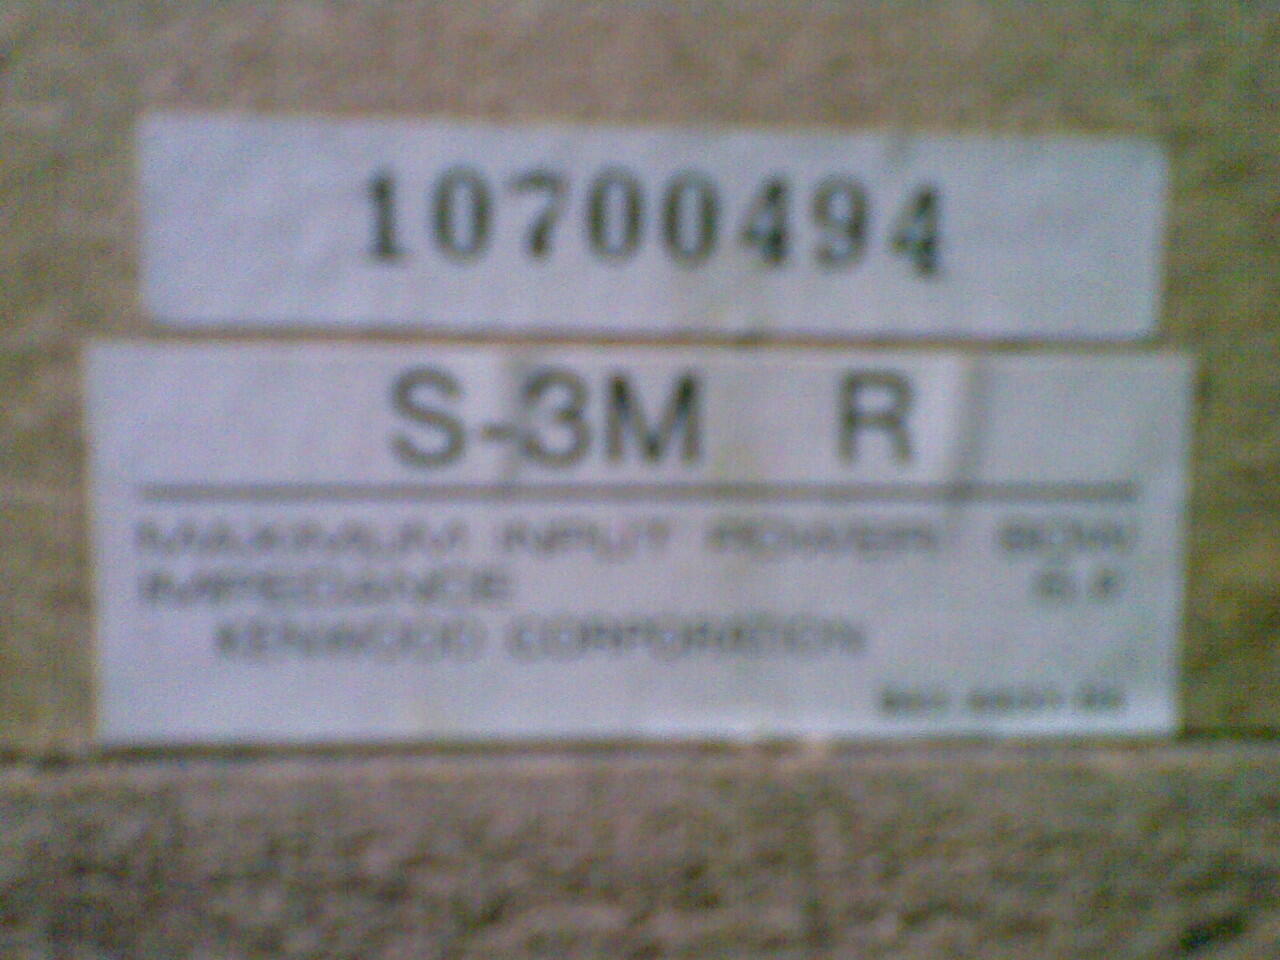 10700494
S-3M R
MAXIMUM INPUT POWER
IMPEDANCE
KENWOOD CORPORATION